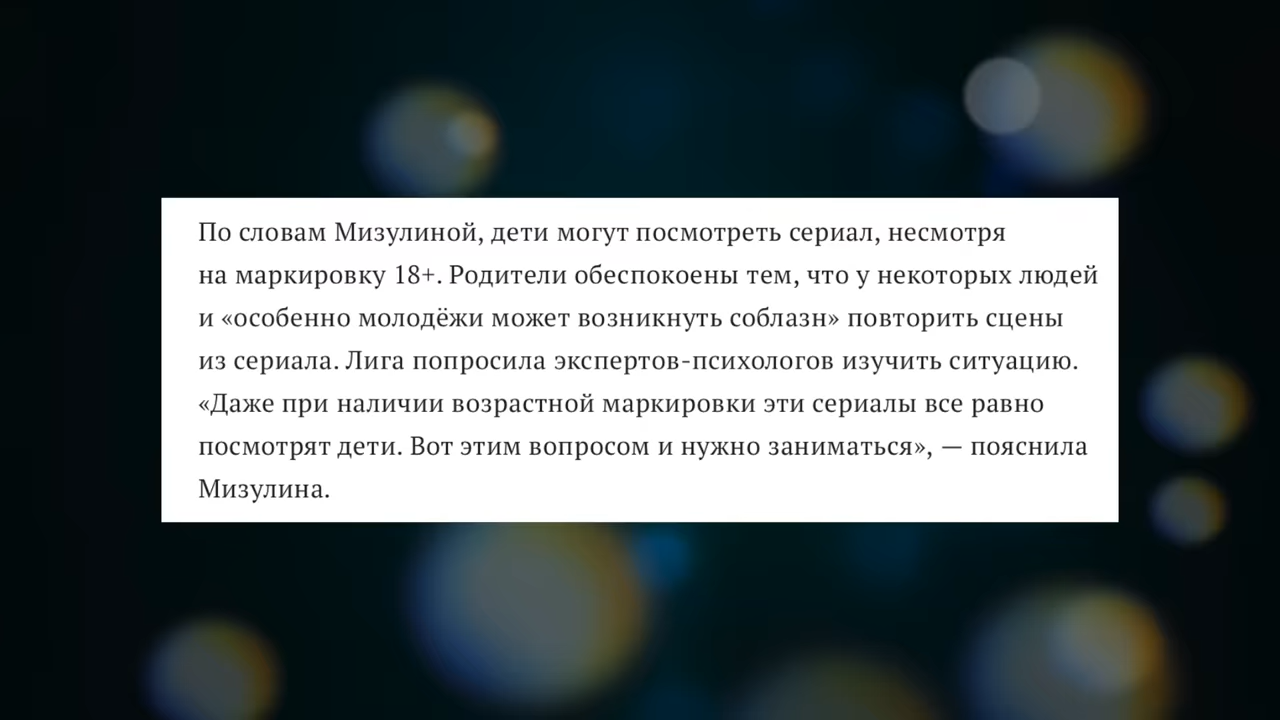 По словам Мизулиной, дети могут посмотреть сериал, несмотря
на маркировку 18+. Родители обеспокоены тем, что у некоторых людей
и «особенно молодёжи может возникнуть соблазн» повторить сцены
из сериала. Лига попросила экспертов-психологов изучить ситуацию.
«Даже при наличии возрастной маркировки эти сериалы все равно
посмотрят дети. Вот этим вопросом и нужно заниматься», — пояснила
Мизулина.